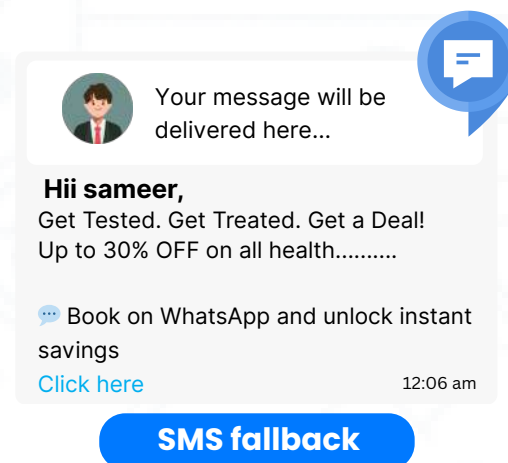 Your message will be
delivered here...
Hii sameer,
Get Tested. Get Treated. Get a Deal!
Up to 30% OFF on all health..........
💬 Book on WhatsApp and unlock instant
savings
Click here
12:06 am
SMS fallback